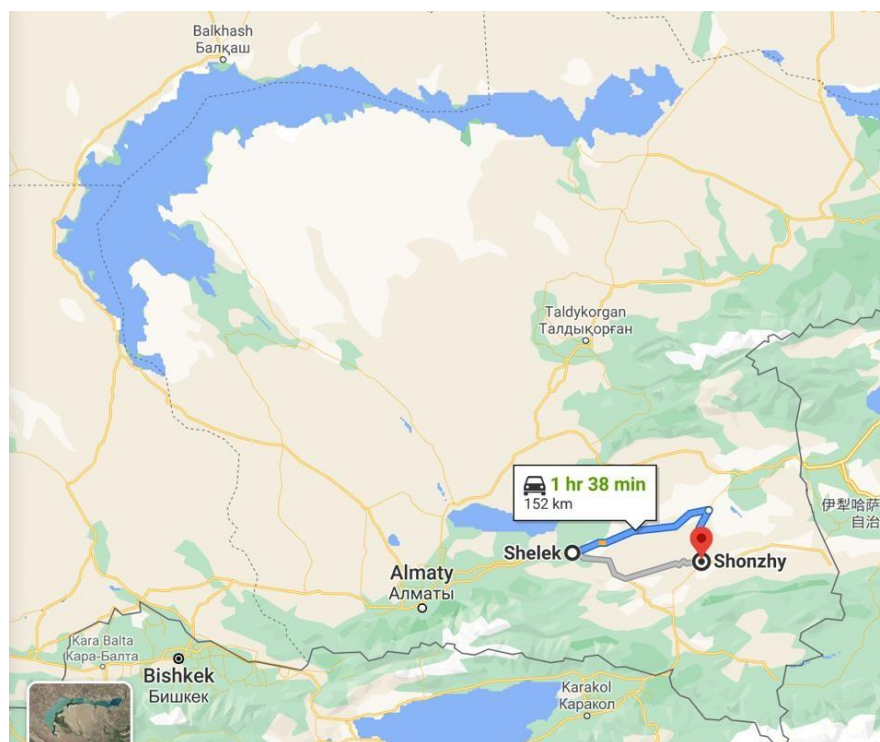 Balkhash
Балқаш
Taldykorgan
Талдықорған
1 hr 38 min
152 km
伊犁哈萨
自治
Shelek
Shonzhy
Almaty
Алматы
Kara Balta
Кара-Балта
Bishkek
Бишкек
Karakol
Каракол